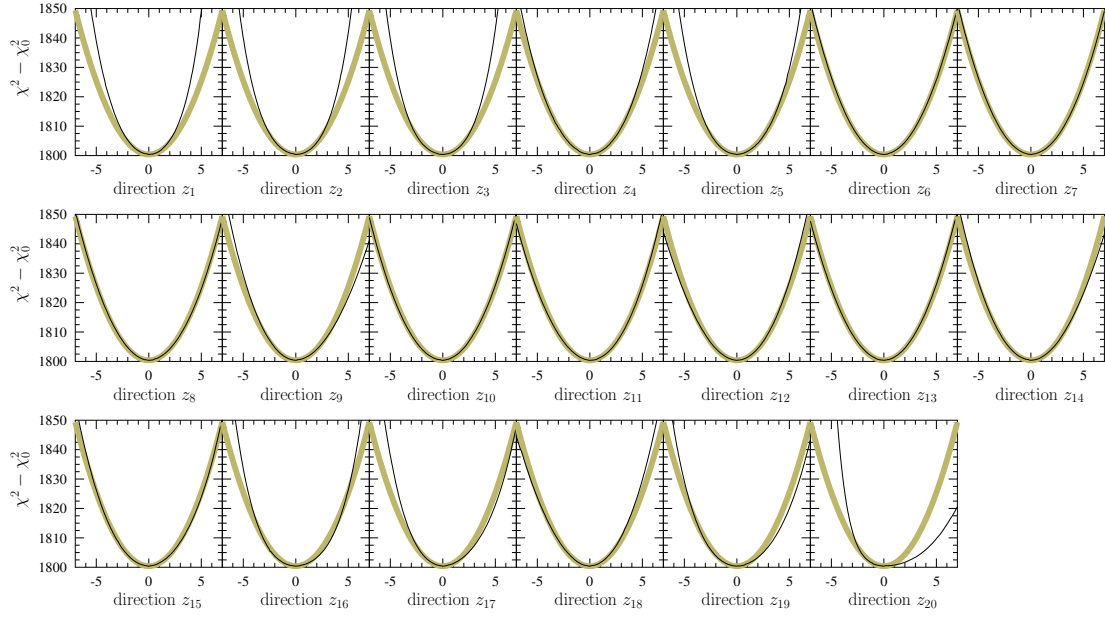 χ² − χ₀²
1850
1840
1830
1820
1810
1800
-5 0 5 -5 0 5 -5 0 5 -5 0 5 -5 0 5 -5 0 5 -5 0 5
direction z₁ direction z₂ direction z₃ direction z₄ direction z₅ direction z₆ direction z₇
χ² − χ₀²
1850
1840
1830
1820
1810
1800
-5 0 5 -5 0 5 -5 0 5 -5 0 5 -5 0 5 -5 0 5 -5 0 5
direction z₈ direction z₉ direction z₁₀ direction z₁₁ direction z₁₂ direction z₁₃ direction z₁₄
χ² − χ₀²
1850
1840
1830
1820
1810
1800
-5 0 5 -5 0 5 -5 0 5 -5 0 5 -5 0 5 -5 0 5
direction z₁₅ direction z₁₆ direction z₁₇ direction z₁₈ direction z₁₉ direction z₂₀